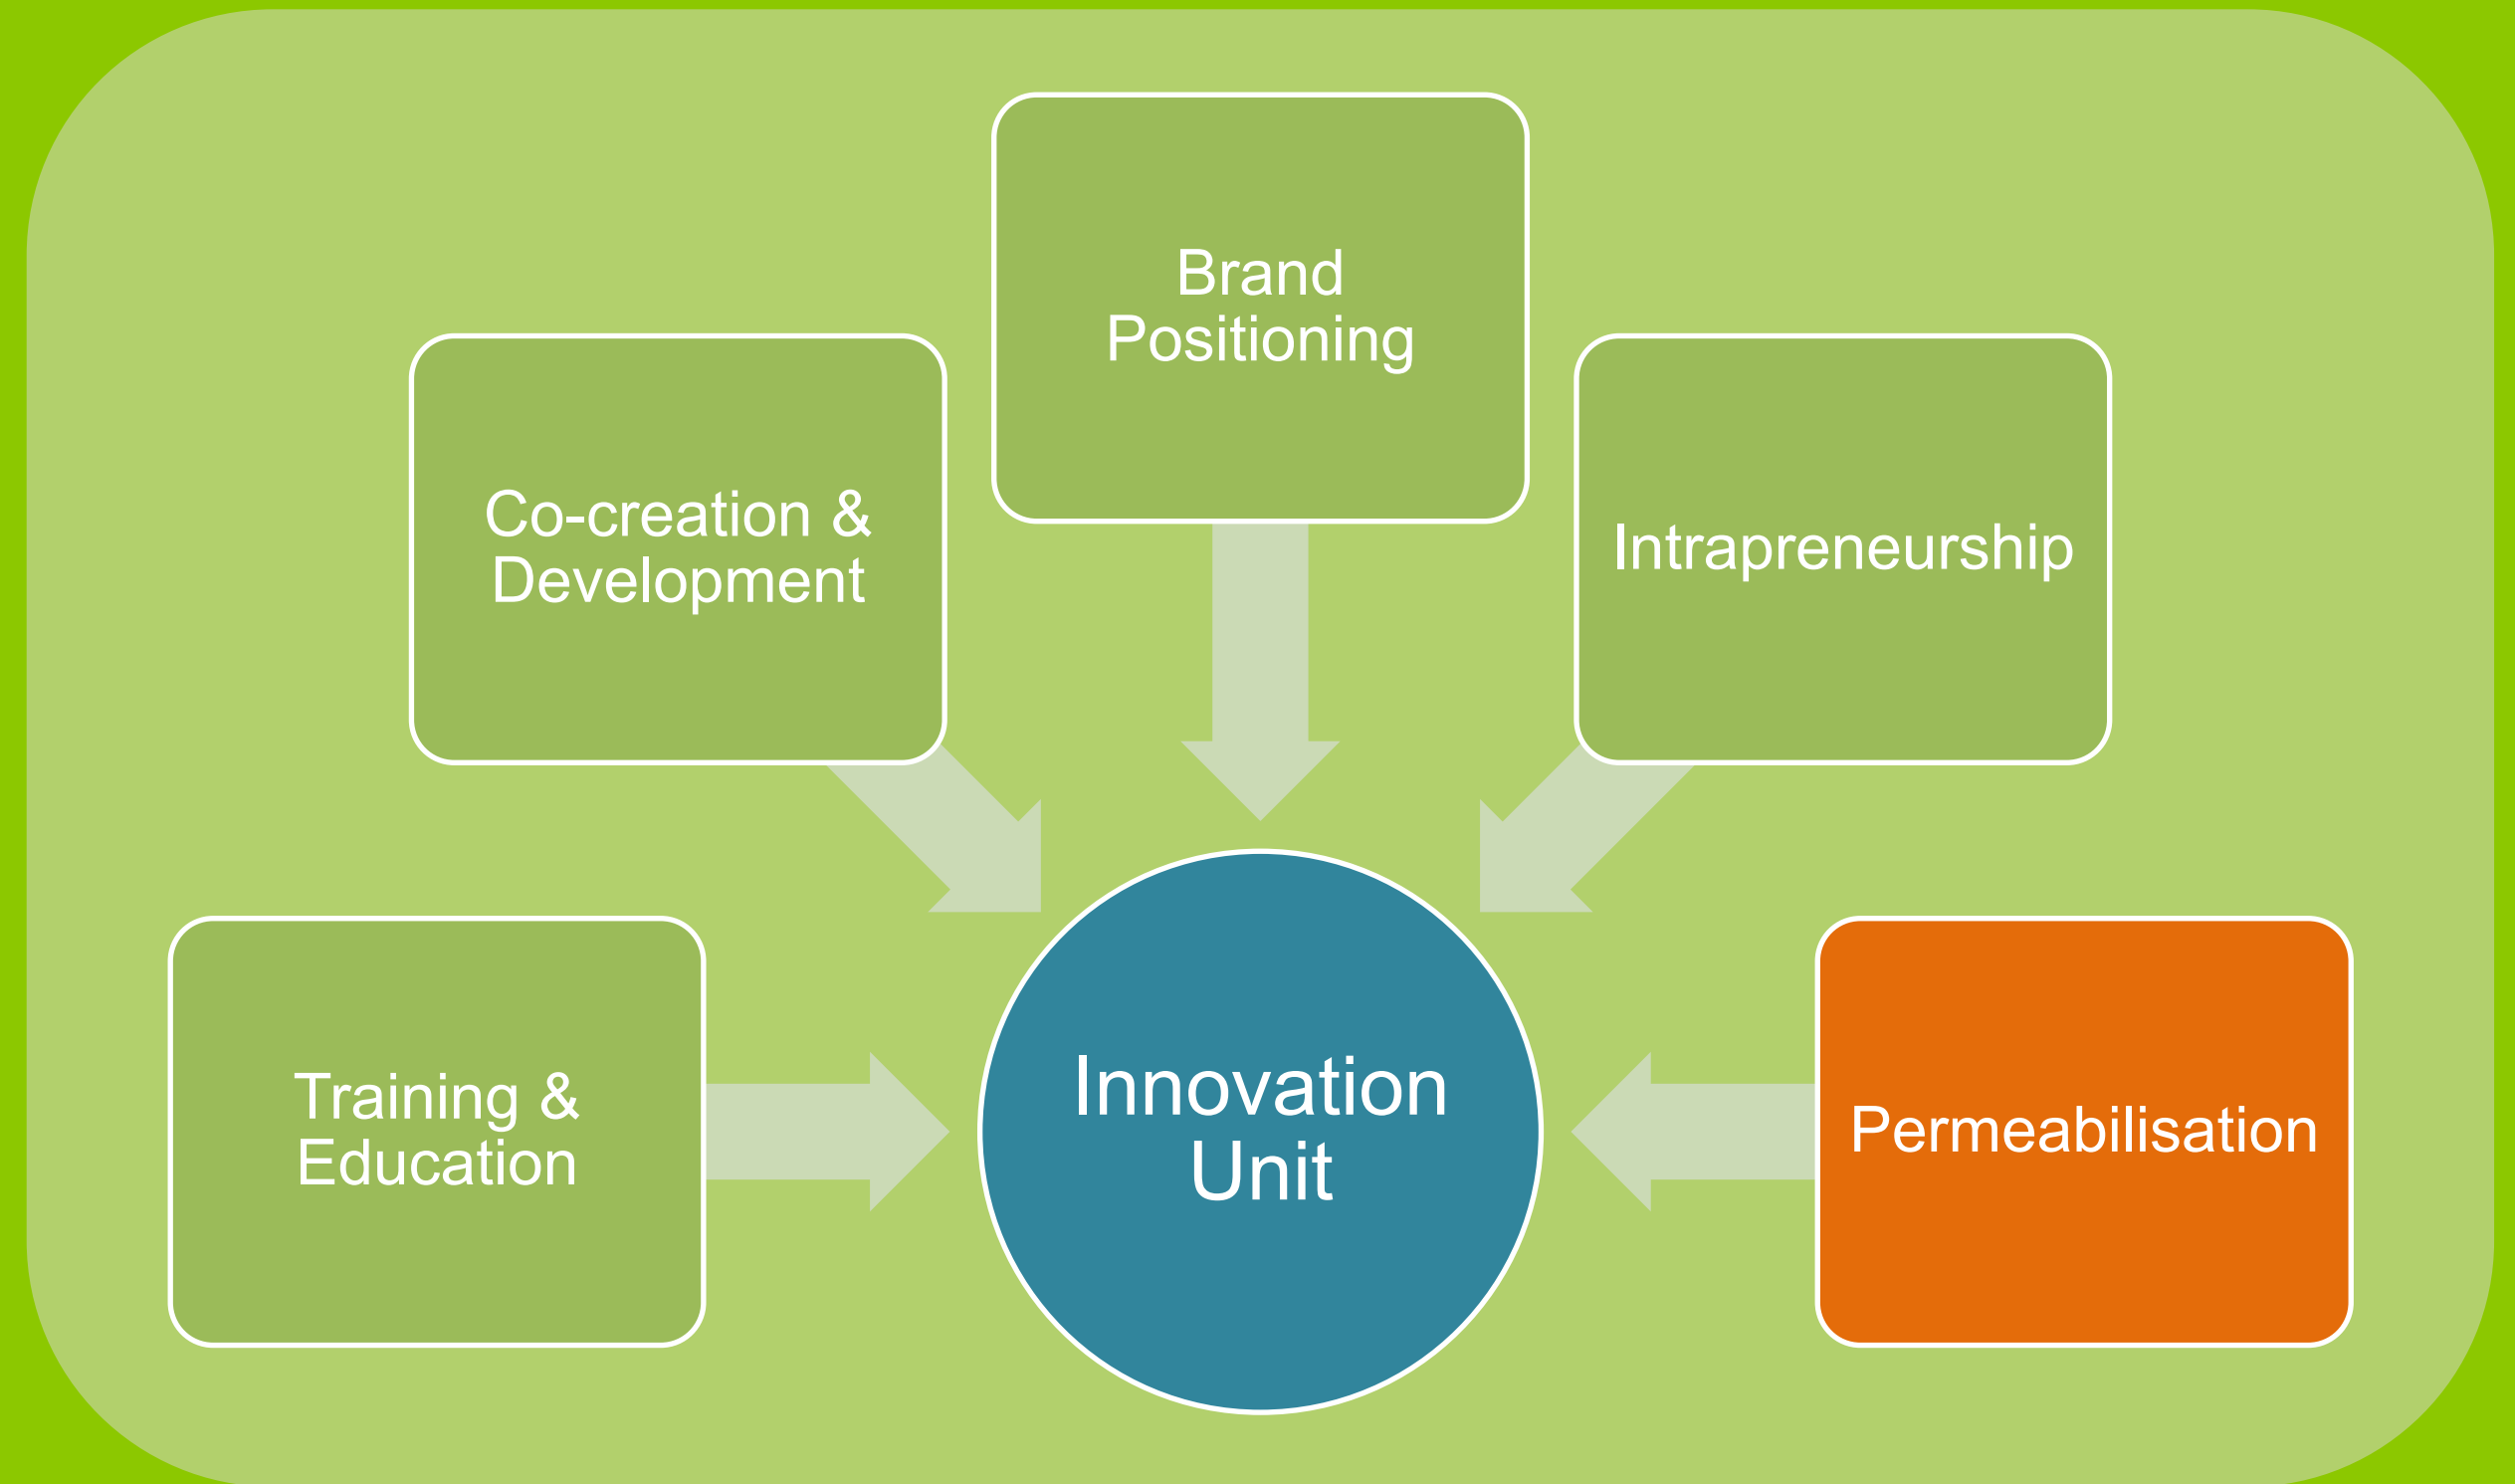 Brand
Positioning
Co-creation &
Development
Intrapreneurship
Training &
Education
Innovation
Unit
Permeabilisation